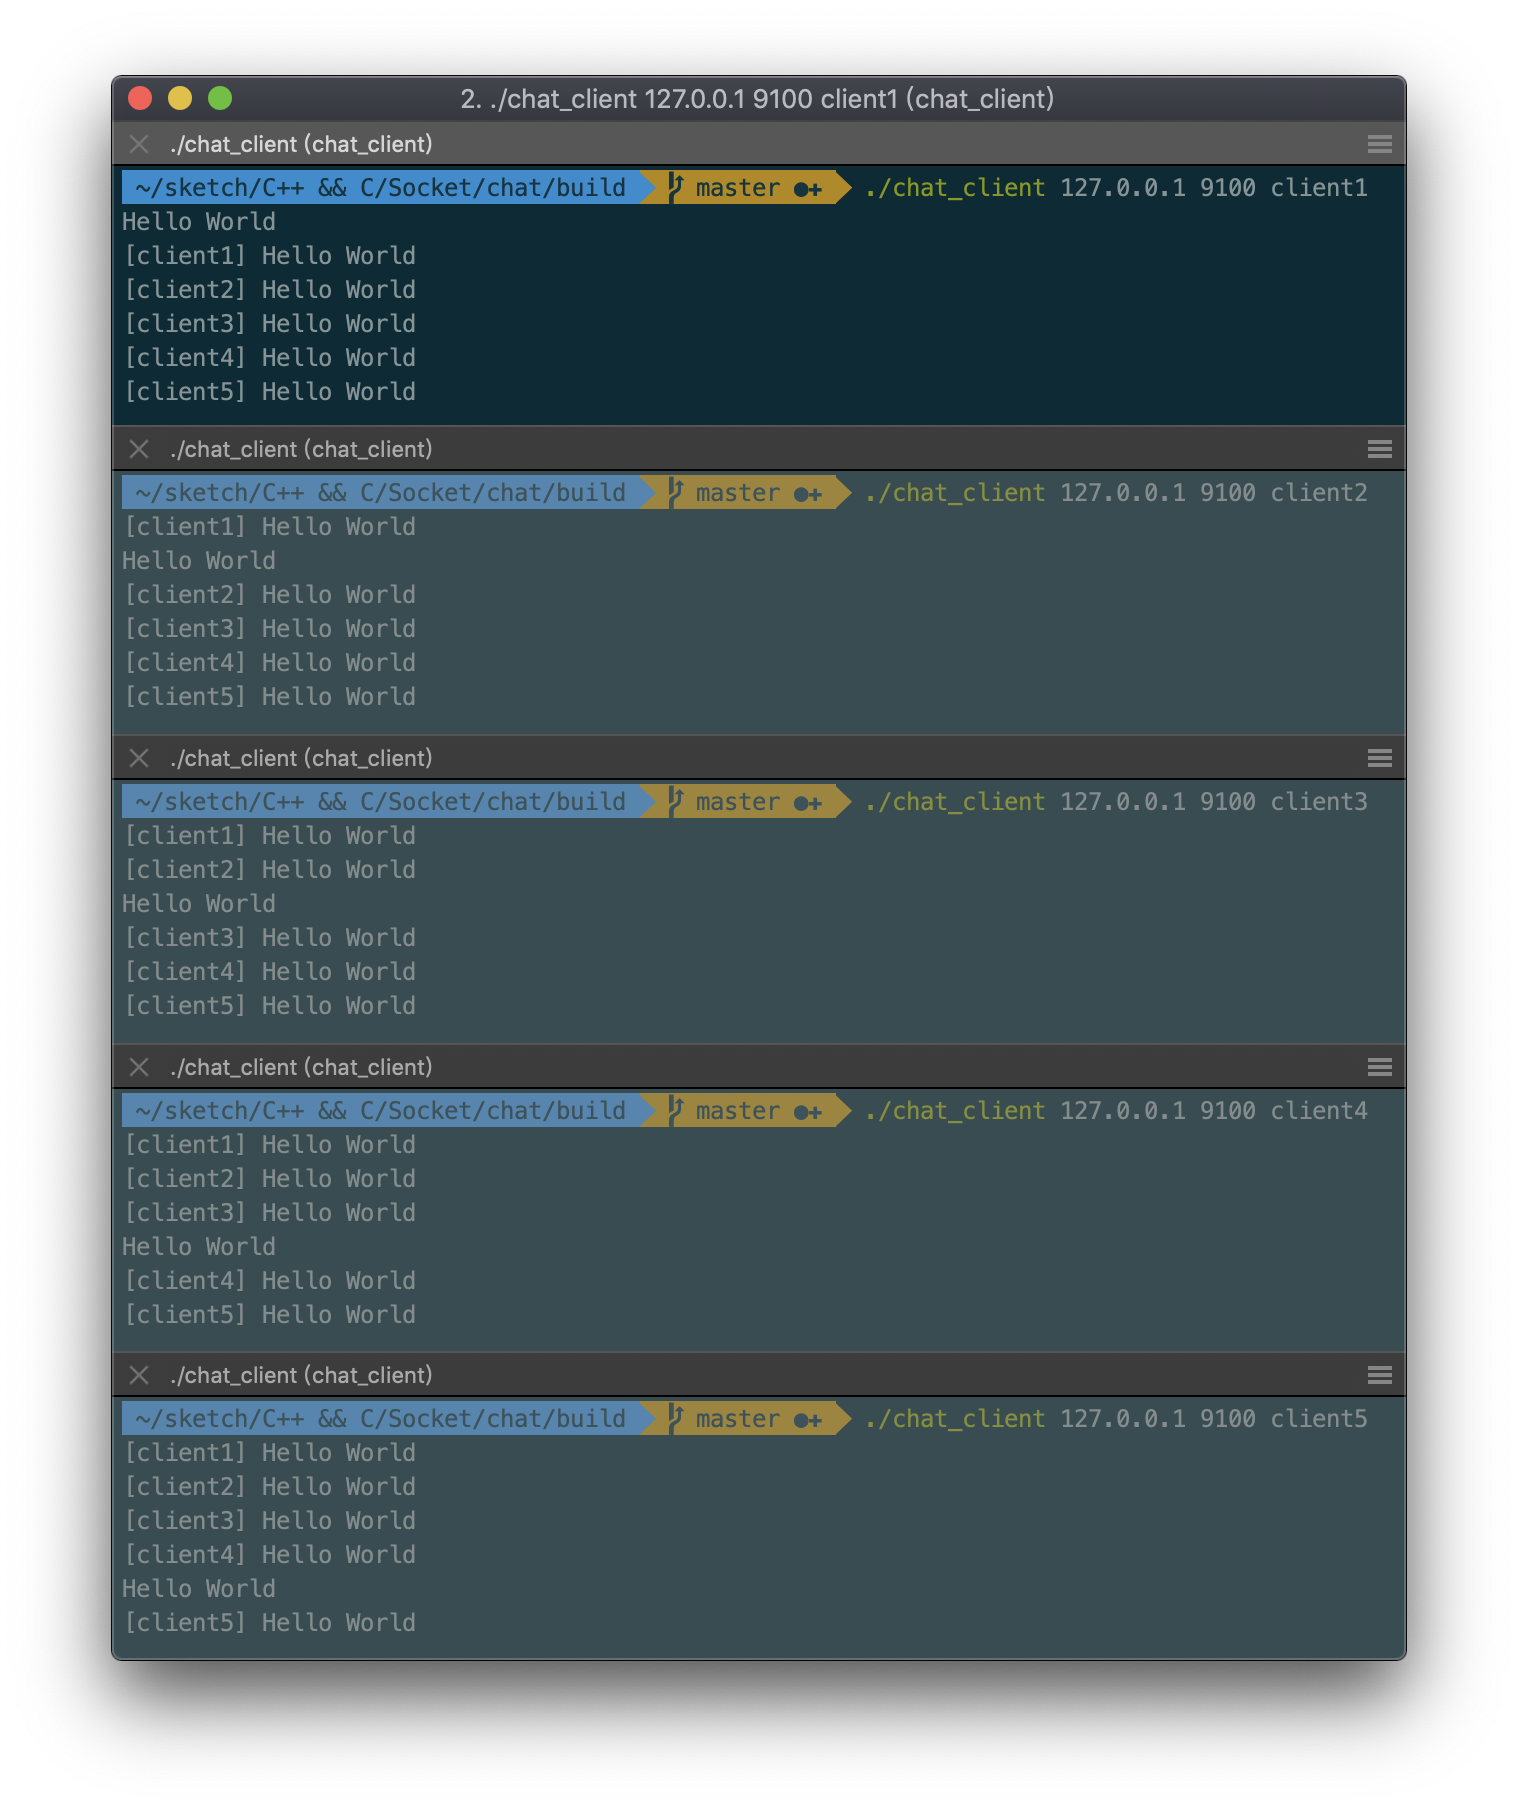 2. ./chat_client 127.0.0.1 9100 client1 (chat_client)
./chat_client (chat_client)
~/sketch/C++ && C/Socket/chat/build master ●✚ ./chat_client 127.0.0.1 9100 client1
Hello World
[client1] Hello World
[client2] Hello World
[client3] Hello World
[client4] Hello World
[client5] Hello World
./chat_client (chat_client)
~/sketch/C++ && C/Socket/chat/build master ●✚ ./chat_client 127.0.0.1 9100 client2
[client1] Hello World
Hello World
[client2] Hello World
[client3] Hello World
[client4] Hello World
[client5] Hello World
./chat_client (chat_client)
~/sketch/C++ && C/Socket/chat/build master ●✚ ./chat_client 127.0.0.1 9100 client3
[client1] Hello World
[client2] Hello World
Hello World
[client3] Hello World
[client4] Hello World
[client5] Hello World
./chat_client (chat_client)
~/sketch/C++ && C/Socket/chat/build master ●✚ ./chat_client 127.0.0.1 9100 client4
[client1] Hello World
[client2] Hello World
[client3] Hello World
Hello World
[client4] Hello World
[client5] Hello World
./chat_client (chat_client)
~/sketch/C++ && C/Socket/chat/build master ●✚ ./chat_client 127.0.0.1 9100 client5
[client1] Hello World
[client2] Hello World
[client3] Hello World
[client4] Hello World
Hello World
[client5] Hello World